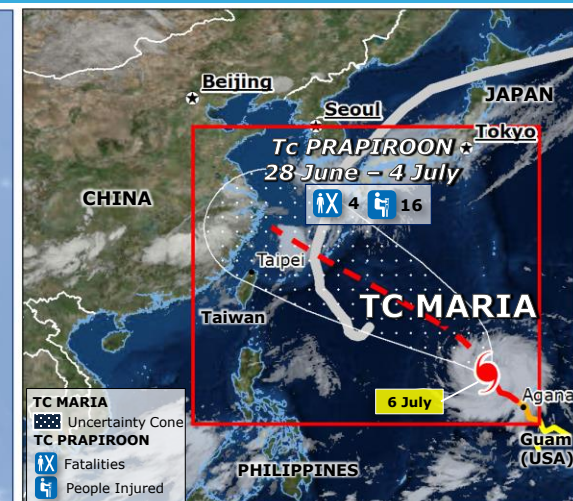 Beijing
Seoul
JAPAN
Tokyo
TC PRAPIROON
28 June – 4 July
4 16
CHINA
Taipei
Taiwan
TC MARIA
6 July
Agana
Guam
(USA)
PHILIPPINES
TC MARIA
Uncertainty Cone
TC PRAPIROON
Fatalities
People Injured